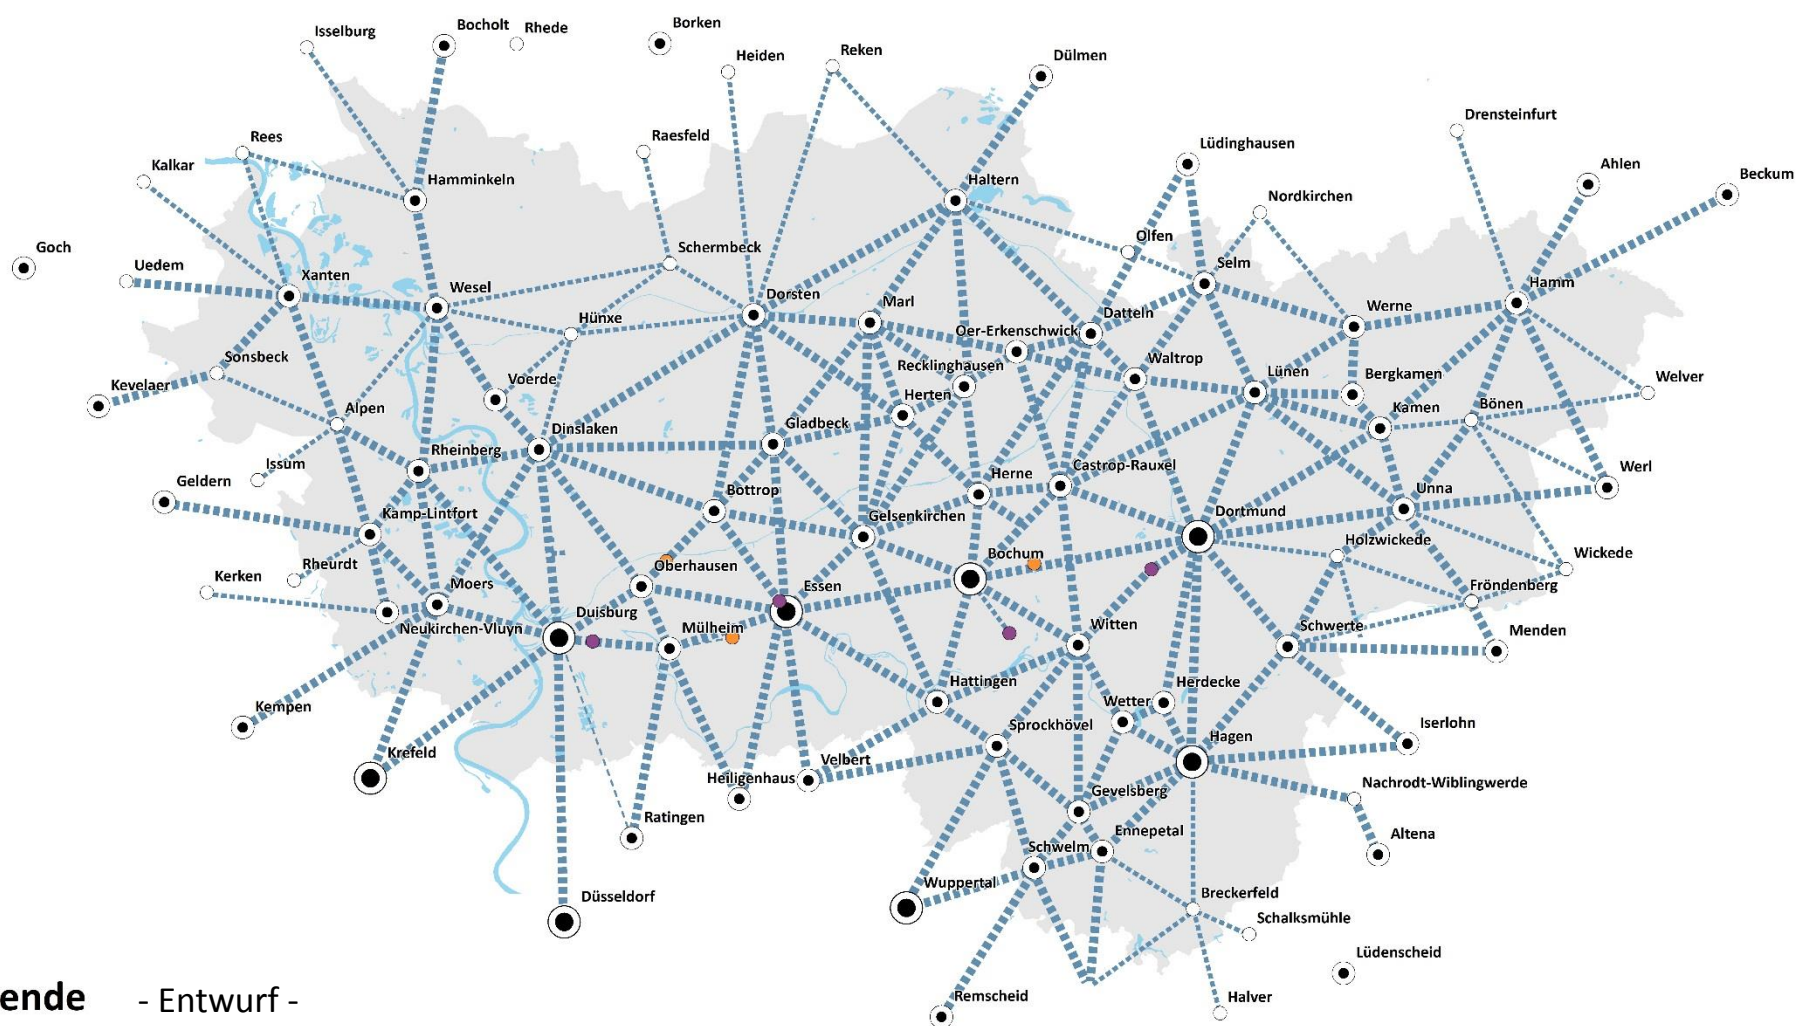 Isselburg
Bocholt
Rhede
Borken
Heiden
Reken
Dülmen
Drensteinfurt
Rees
Raesfeld
Lüdinghausen
Ahlen
Kalkar
Hamminkeln
Haltern
Nordkirchen
Beckum
Goch
Schermbeck
Olfen
Uedem
Xanten
Wesel
Selm
Hamm
Dorsten
Marl
Datteln
Werne
Hünxe
Oer-Erkenschwick
Sonsbeck
Recklinghausen
Waltrop
Lünen
Bergkamen
Welver
Kevelaer
Voerde
Herten
Kamen
Bönen
Alpen
Dinslaken
Gladbeck
Issum
Rheinberg
Herne
Castrop-Rauxel
Werl
Geldern
Bottrop
Unna
Kamp-Lintfort
Gelsenkirchen
Dortmund
Holzwickede
Rheurdt
Oberhausen
Bochum
Wickede
Kerken
Moers
Essen
Fröndenberg
Neukirchen-Vluyn
Duisburg
Mülheim
Witten
Schwerte
Menden
Hattingen
Herdecke
Kempen
Wetter
Sprockhövel
Iserlohn
Krefeld
Hagen
Heiligenhaus
Velbert
Nachrodt-Wiblingwerde
Gevelsberg
Ratingen
Ennepetal
Altena
Schwelm
Düsseldorf
Wuppertal
Breckerfeld
Schalksmühle
Lüdenscheid
Remscheid
Halver
ende - Entwurf -